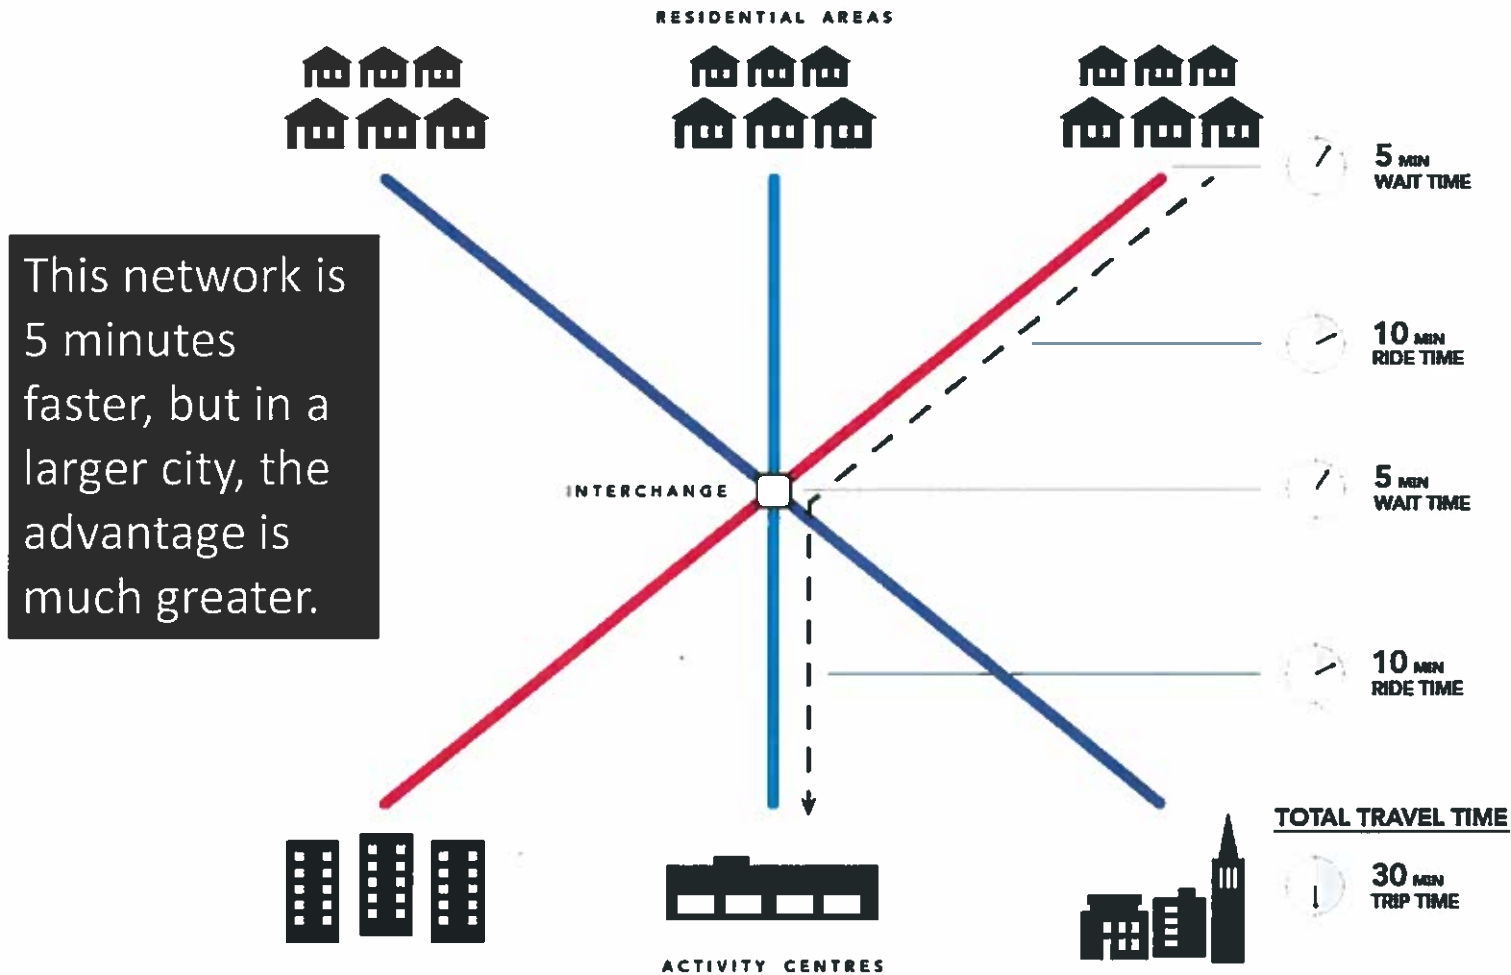 RESIDENTIAL AREAS
5 MIN
WAIT TIME
This network is
5 minutes
faster, but in a
larger city, the
advantage is
much greater.
10 MIN
RIDE TIME
INTERCHANGE
5 MIN
WAIT TIME
10 MIN
RIDE TIME
TOTAL TRAVEL TIME
30 MIN
TRIP TIME
ACTIVITY CENTRES